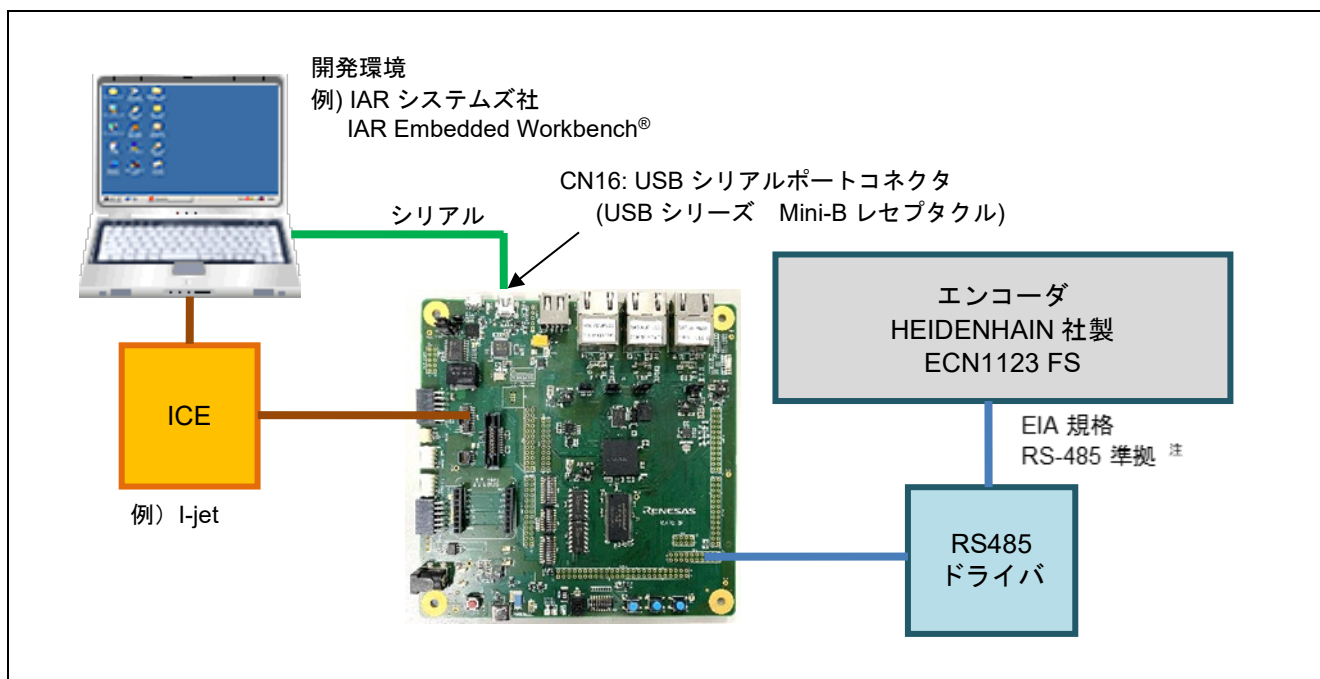 開発環境
例) IAR システムズ社
IAR Embedded Workbench®
CN16: USB シリアルポートコネクタ
(USB シリーズ　Mini-B レセプタクル)
シリアル
エンコーダ
HEIDENHAIN 社製
ECN1123 FS
ICE
EIA 規格
RS-485 準拠 注
例）I-jet
RENESAS
RS485
ドライバ